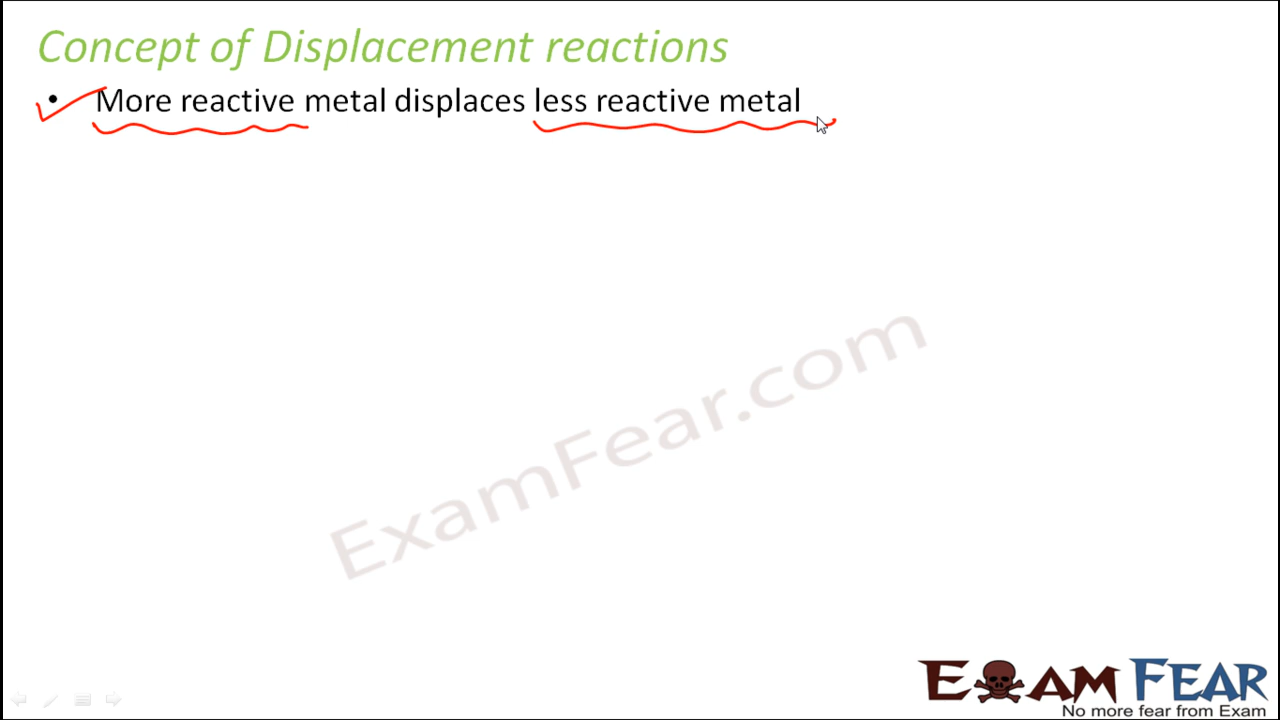 Concept of Displacement reactions
• More reactive metal displaces less reactive metal
ExamFear.com
EXAM FEAR
No more fear from Exam